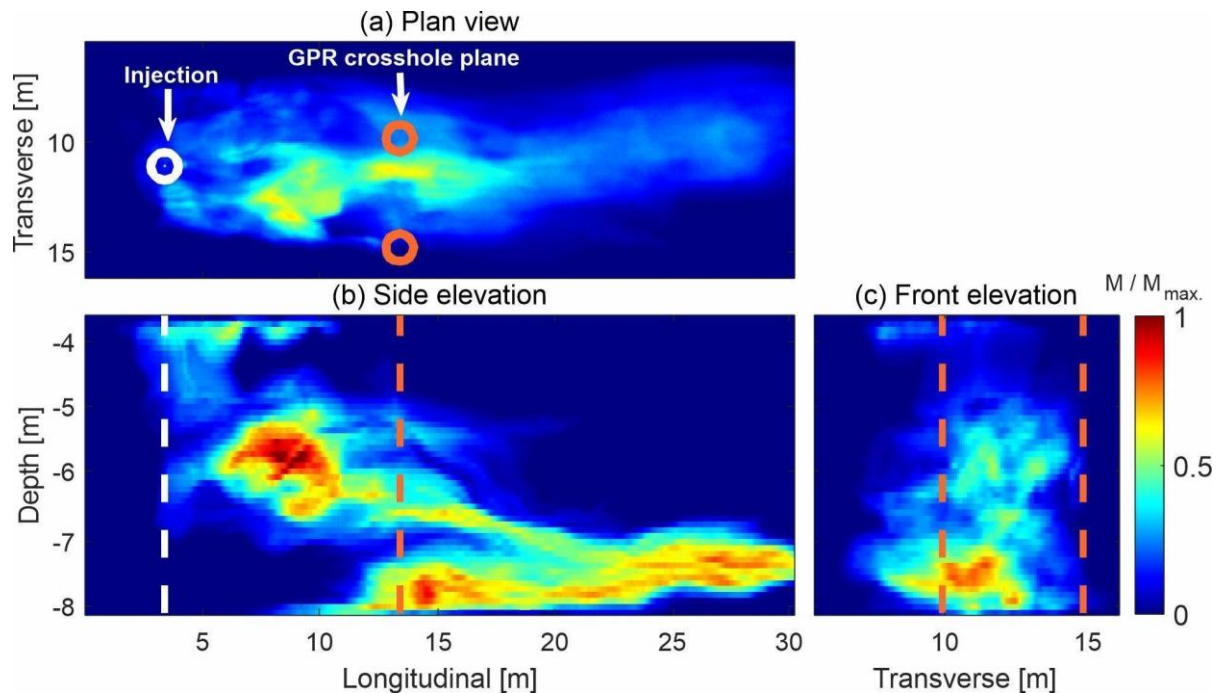 (a) Plan view
Injection
GPR crosshole plane
Transverse [m]
10
15
(b) Side elevation
(c) Front elevation
M / Mmax.
Depth [m]
-4
-5
-6
-7
-8
1
0.5
0
5
10
15
20
25
30
10
15
Longitudinal [m]
Transverse [m]